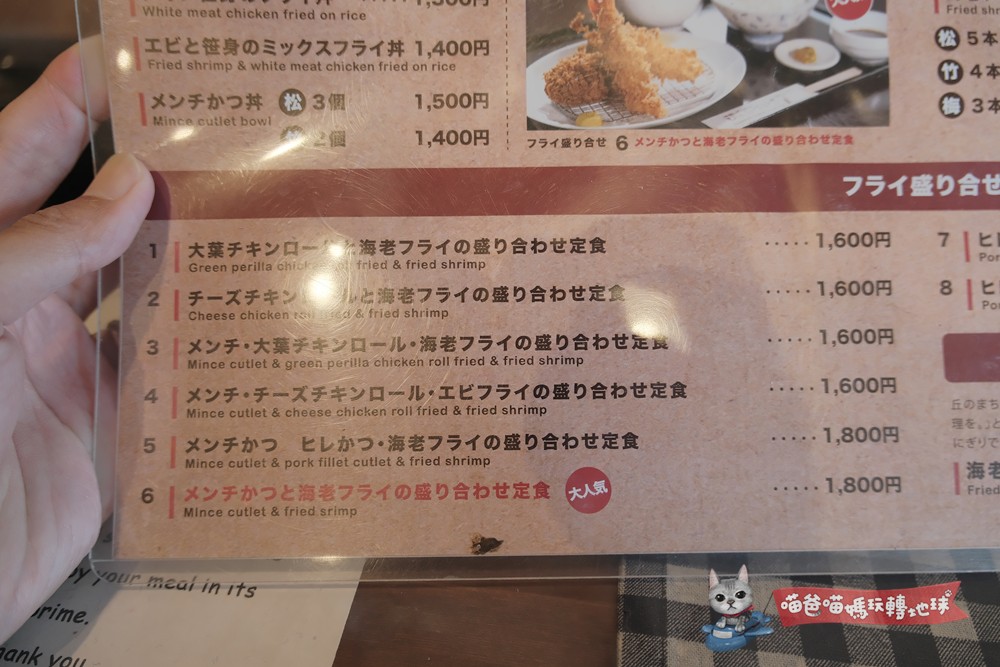 White meat chicken fried on rice
エビと笹身のミックスフライ丼 1,400円
Fried shrimp & white meat chicken fried on rice
メンチかつ丼 松 3個 1,500円
Mince cutlet bowl
2個 1,400円
フライ盛り合せ 6 メンチかつと海老フライの盛り合わせ定食
松 5本
竹 4本
梅 3本
フライ盛り合せ
1 大葉チキンロールと海老フライの盛り合わせ定食 ····· 1,600円
Green perilla chicken roll fried & fried shrimp
2 チーズチキンロールと海老フライの盛り合わせ定食 ····· 1,600円
Cheese chicken roll fried & fried shrimp
3 メンチ・大葉チキンロール・海老フライの盛り合わせ定食 ····· 1,600円
Mince cutlet & green perilla chicken roll fried & fried shrimp
4 メンチ・チーズチキンロール・エビフライの盛り合わせ定食 ····· 1,600円
Mince cutlet & cheese chicken roll fried & fried shrimp
5 メンチかつ ヒレかつ・海老フライの盛り合わせ定食 ····· 1,800円
Mince cutlet & pork fillet cutlet & fried shrimp
6 メンチかつと海老フライの盛り合わせ定食 大人気 ····· 1,800円
Mince cutlet & fried srimp
7
8
丘のまち
理を。」と
にぎりで
海老
Fried
your meal in its
you
喵爸喵媽玩轉地球